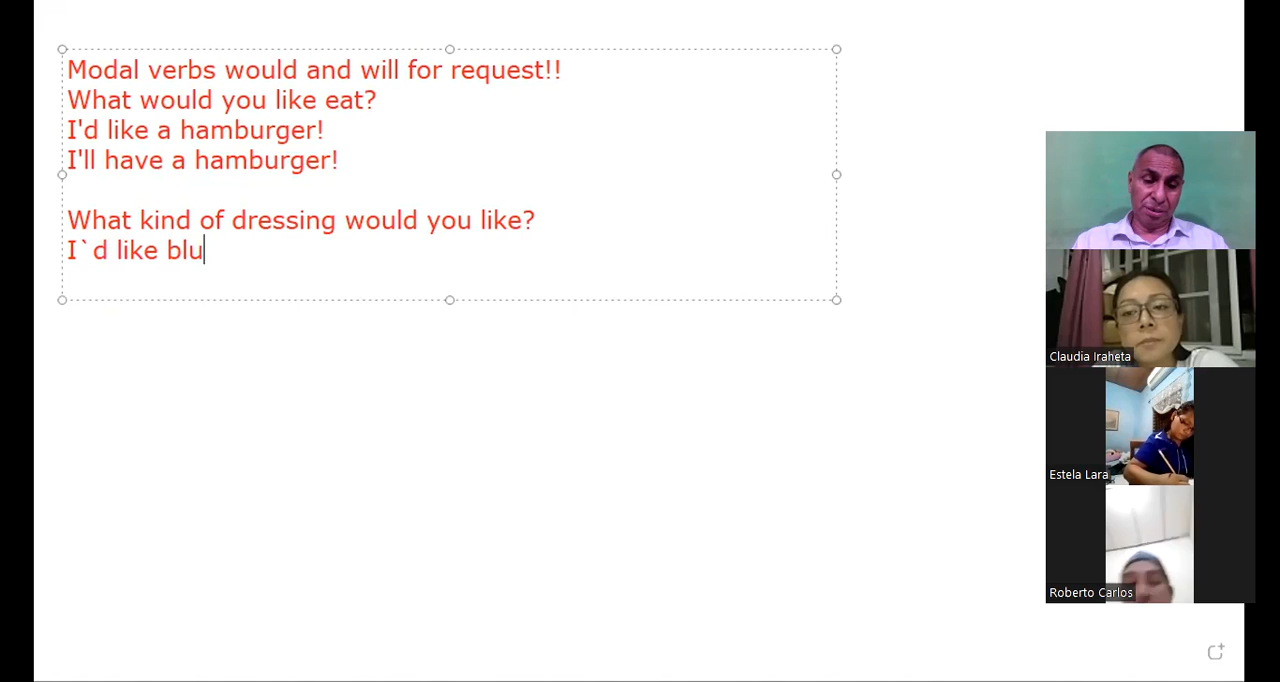 Modal verbs would and will for request!!
What would you like eat?
I'd like a hamburger!
I'll have a hamburger!
What kind of dressing would you like?
I`d like blu
Claudia Iraheta
Estela Lara
Roberto Carlos